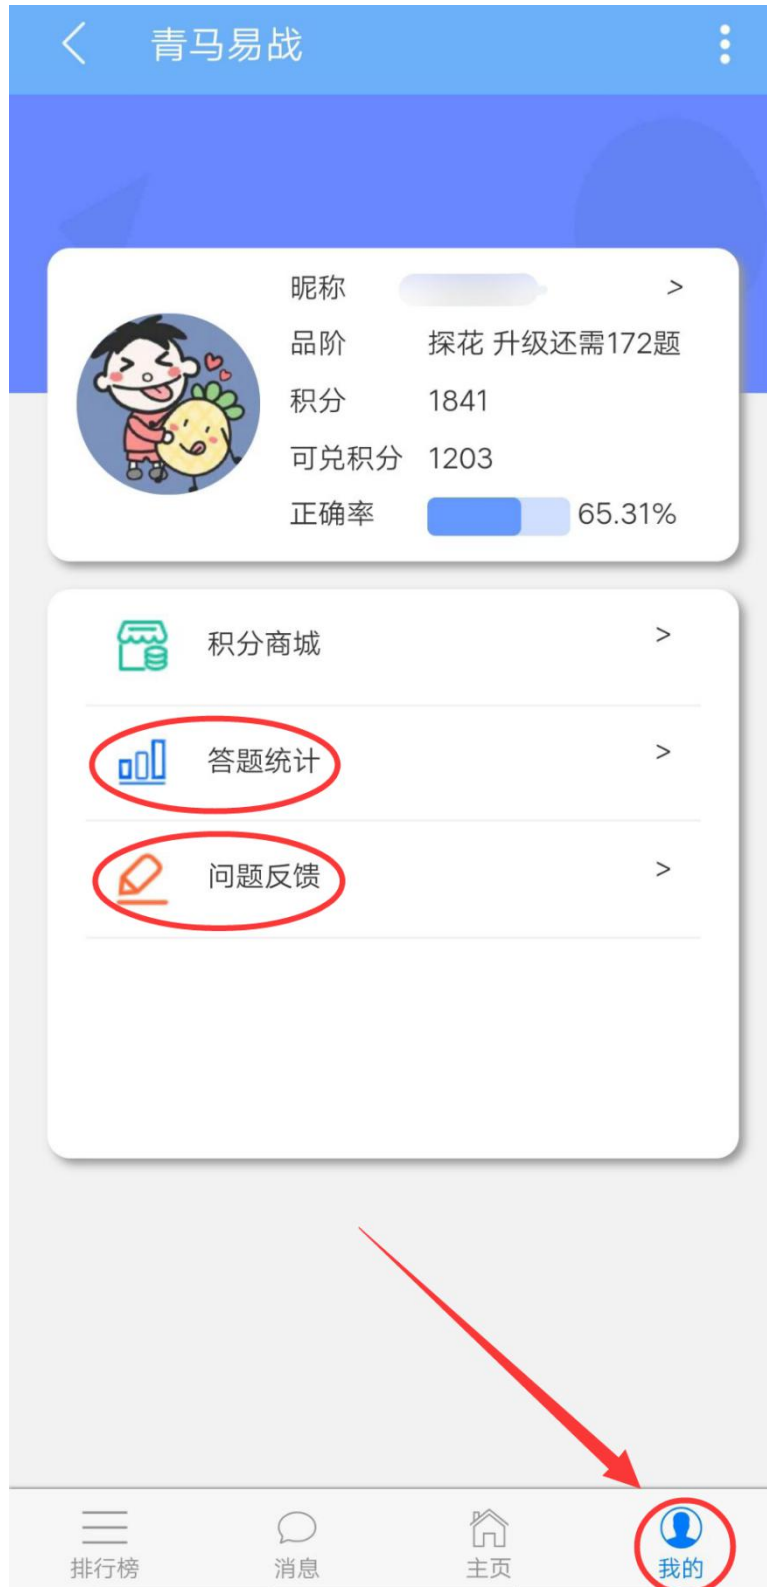 青马易战
昵称 >
品阶 探花 升级还需172题
积分 1841
可兑积分 1203
正确率 65.31%
积分商城 >
答题统计 >
问题反馈 >
排行榜 消息 主页 我的